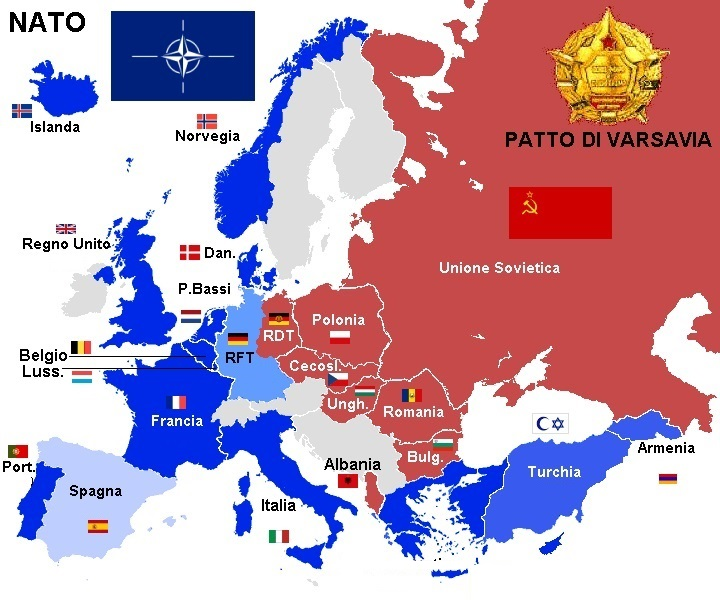 NATO
PATTO DI VARSAVIA
Islanda
Norvegia
Regno Unito
Dan.
P.Bassi
Unione Sovietica
Polonia
RDT
RFT
Belgio
Luss.
Cecosl.
Francia
Ungh.
Romania
Port.
Spagna
Italia
Albania
Bulg.
Turchia
Armenia